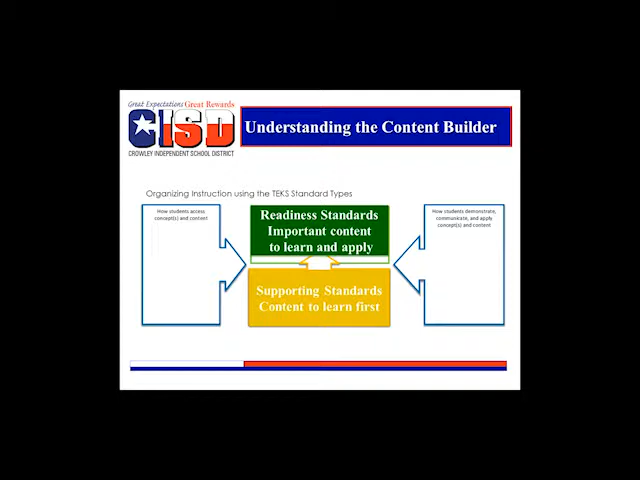 Great Expectations Great Rewards
CISD
CROWLEY INDEPENDENT SCHOOL DISTRICT
Understanding the Content Builder
Organizing Instruction using the TEKS Standard Types
How students access
concept(s) and content
Readiness Standards
Important content
to learn and apply
Supporting Standards
Content to learn first
How students demonstrate,
communicate, and apply
concept(s) and content